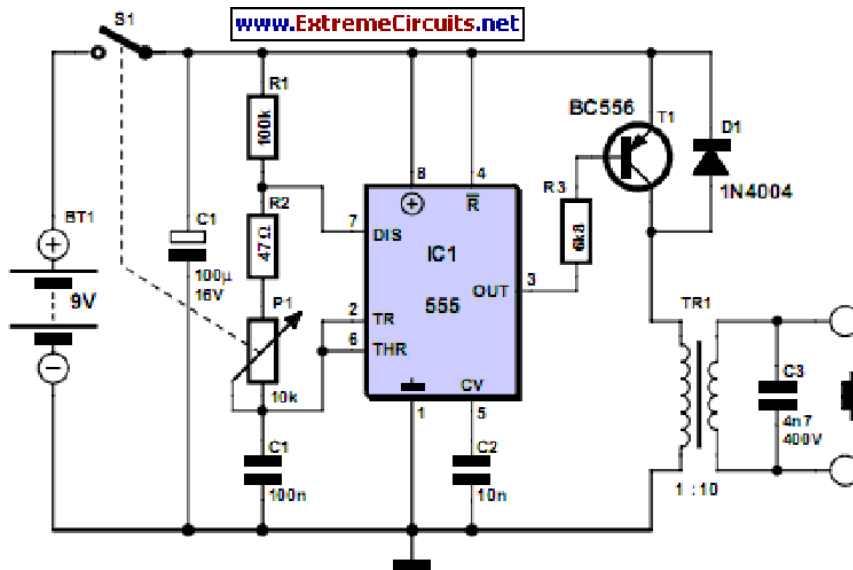 S1
www.ExtremeCircuits.net
R1
100k
BC556
T1
D1
1N4004
8
4
R
R2
47Ω
R3
6k8
7
DIS
IC1
555
OUT
3
BT1
9V
C1
100µ
16V
P1
10k
2
TR
6
THR
CV
1
5
TR1
1 : 10
C1
100n
C2
10n
C3
4n7
400V